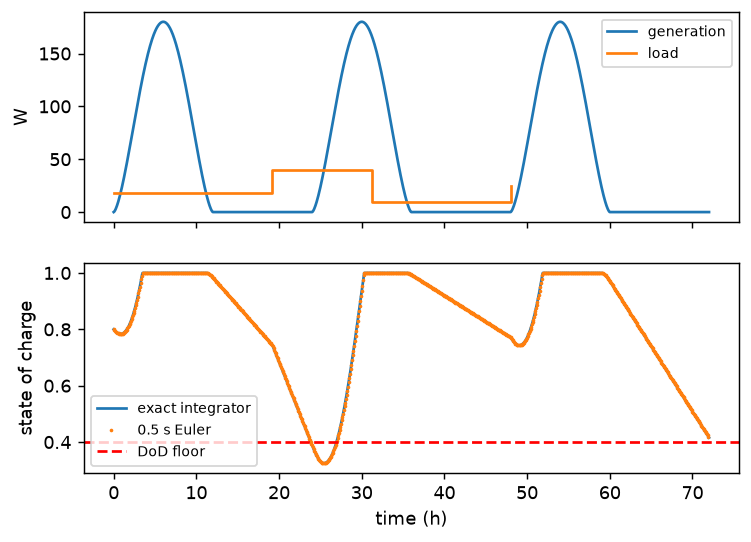 W
150
100
50
0
generation
load
state of charge
1.0
0.8
0.6
0.4
exact integrator
0.5 s Euler
DoD floor
0 10 20 30 40 50 60 70
time (h)